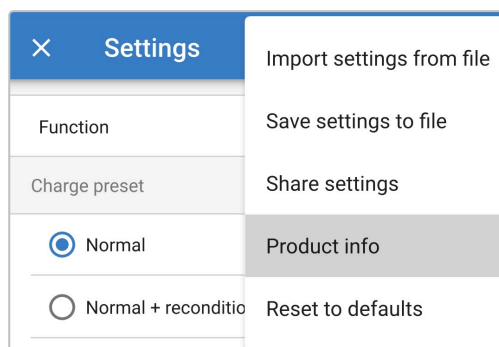 Settings
Import settings from file
Function
Save settings to file
Charge preset
Share settings
Normal
Product info
Normal + reconditio
Reset to defaults